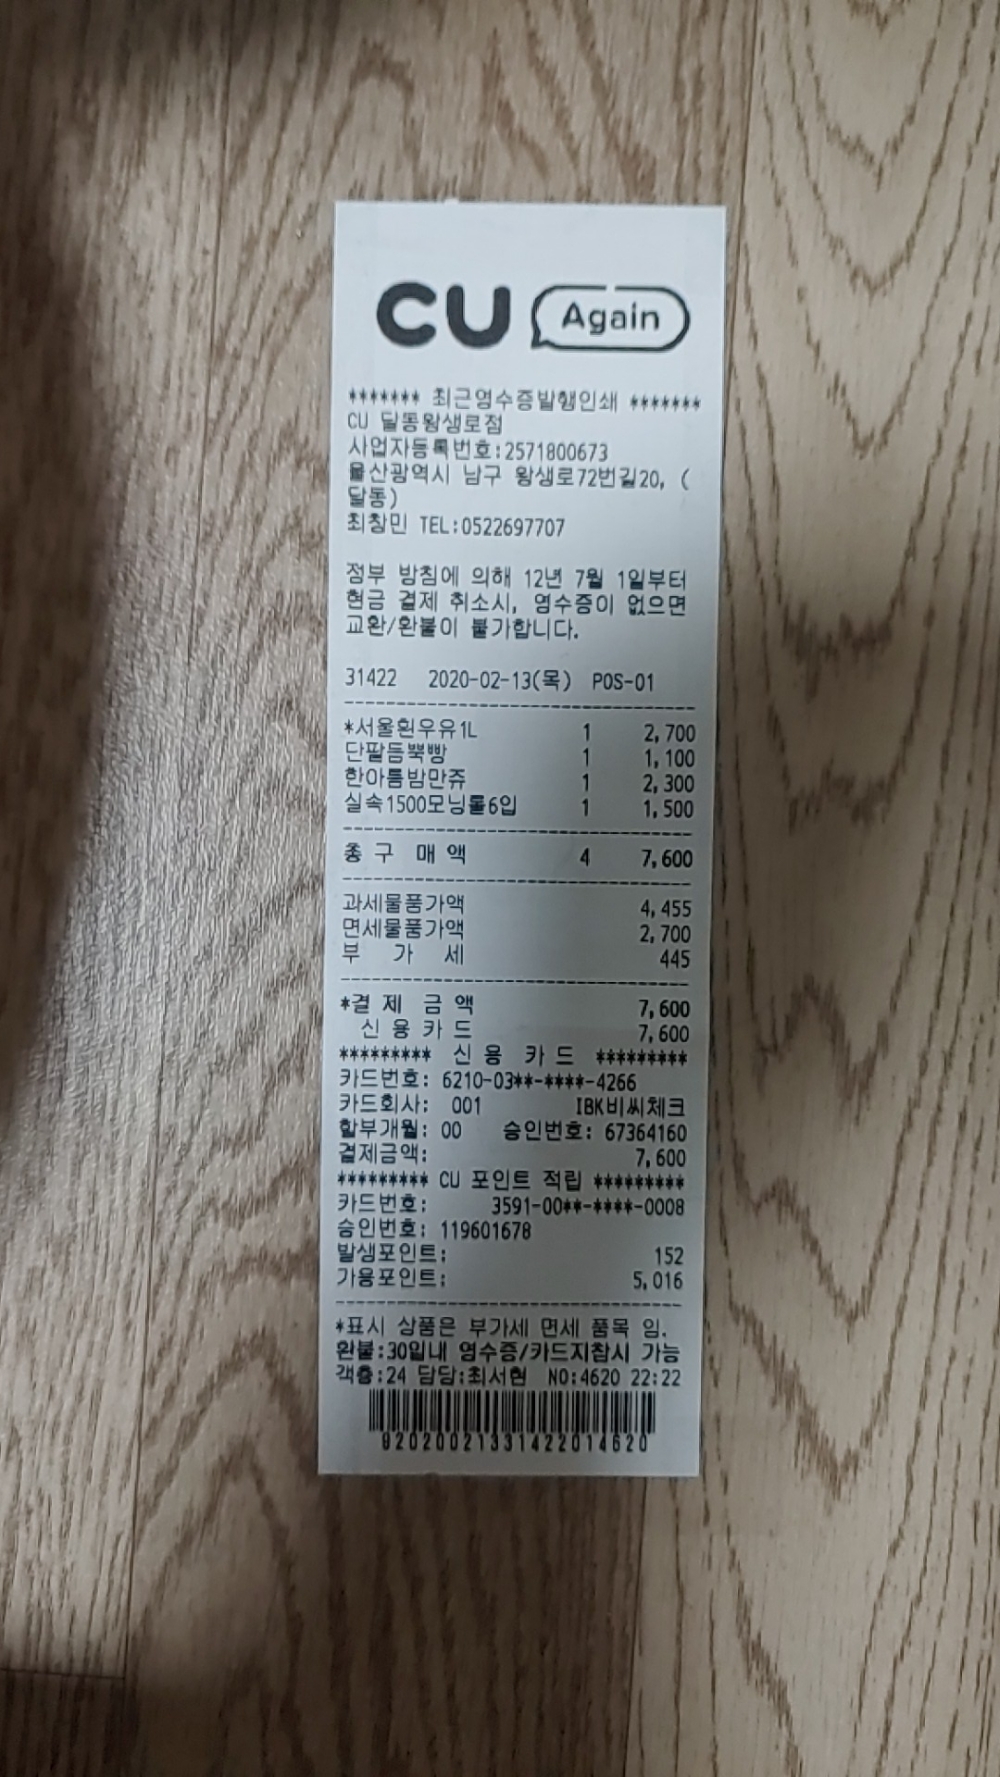 CU Again
******* 최근영수증발행인쇄 *******
CU 달동왕생로점
사업자등록번호:2571800673
울산광역시 남구 왕생로72번길20, (
달동)
최창민 TEL:0522697707
정부 방침에 의해 12년 7월 1일부터
현금 결제 취소시, 영수증이 없으면
교환/환불이 불가합니다.
31422 2020-02-13(목) POS-01
*서울흰우유1L 1 2,700
단팥듬뿍빵 1 1,100
한아름밤만쥬 1 2,300
실속1500모닝롤6입 1 1,500
총 구 매 액 4 7,600
과세물품가액 4,455
면세물품가액 2,700
부 가 세 445
*결 제 금 액 7,600
신 용 카 드 7,600
********* 신 용 카 드 *********
카드번호: 6210-03**-****-4266
카드회사: 001 IBK비씨체크
할부개월: 00 승인번호: 67364160
결제금액: 7,600
********* CU 포인트 적립 *********
카드번호: 3591-00**-****-0008
승인번호: 119601678
발생포인트: 152
가용포인트: 5,016
*표시 상품은 부가세 면세 품목 임.
환불:30일내 영수증/카드지참시 가능
객층:24 담당:최서현 NO:4620 22:22
9202002133142​2014620